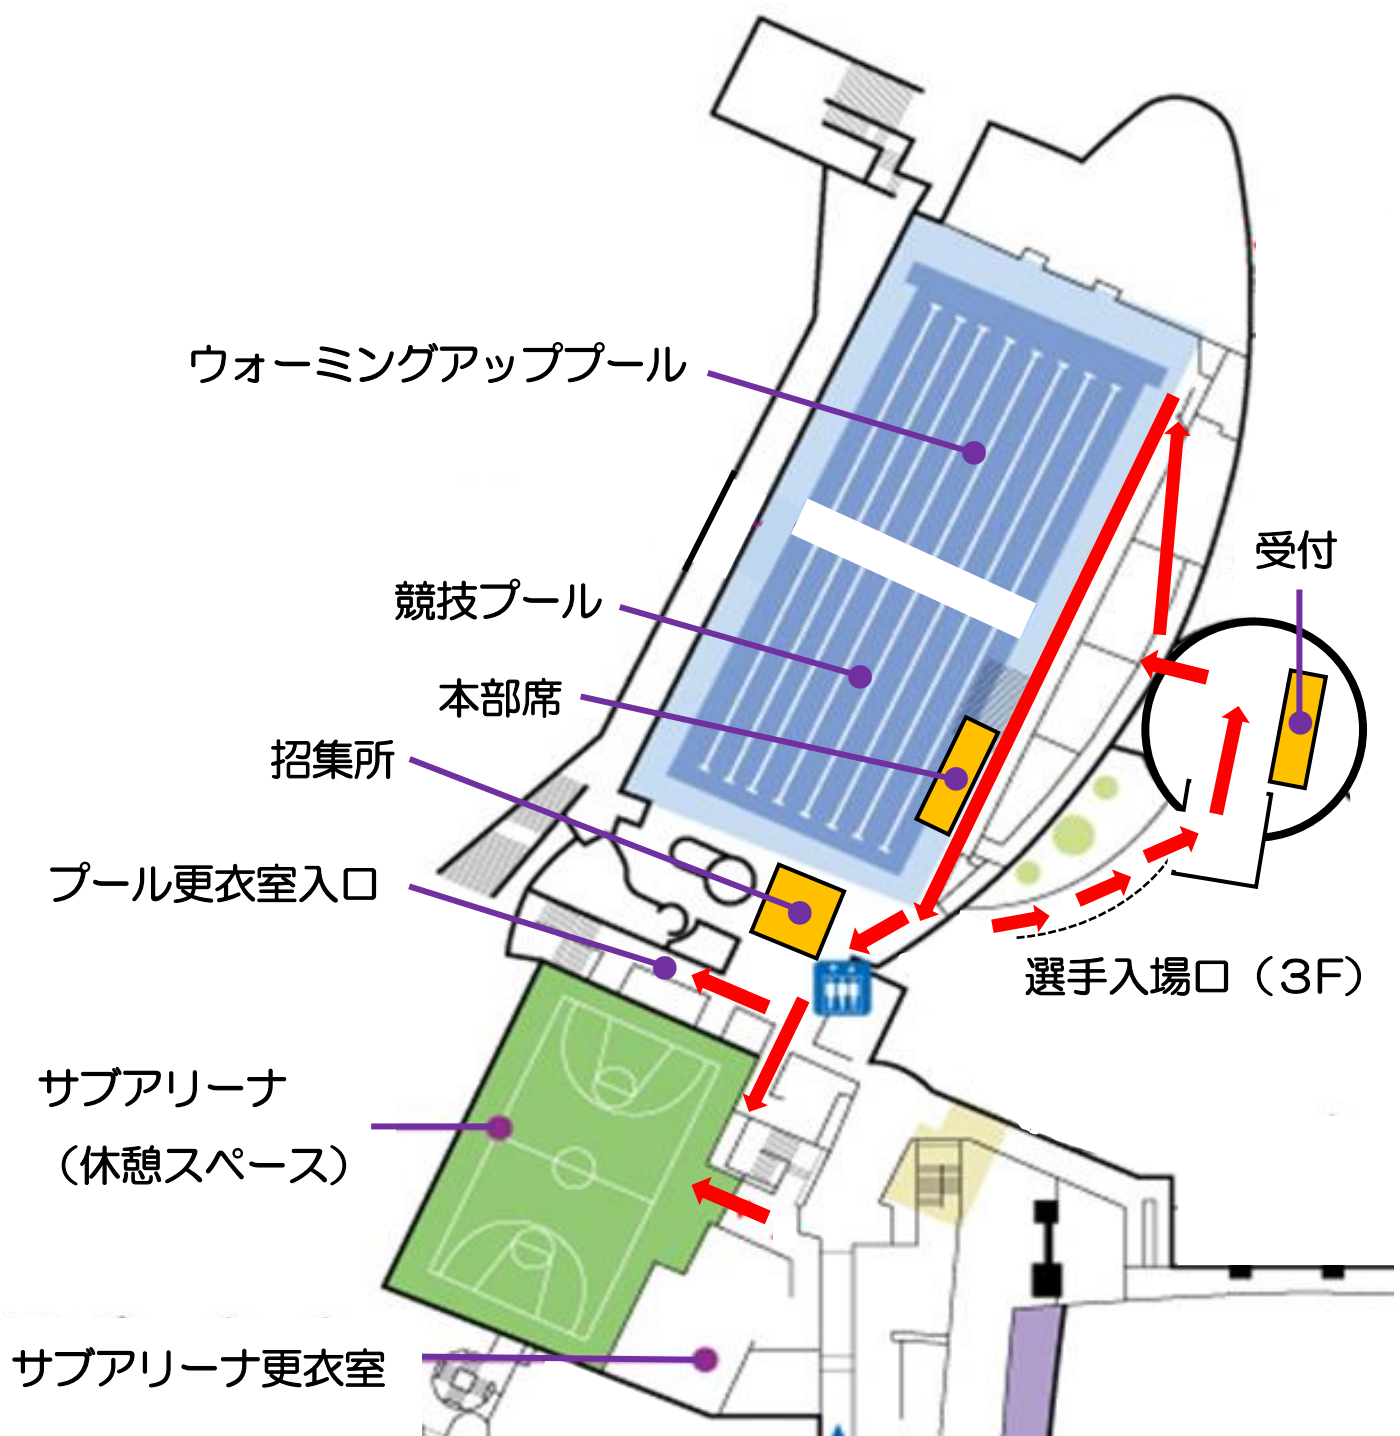 ウォーミングアッププール
受付
競技プール
本部席
招集所
プール更衣室入口
選手入場口（３F）
サブアリーナ
（休憩スペース）
サブアリーナ更衣室